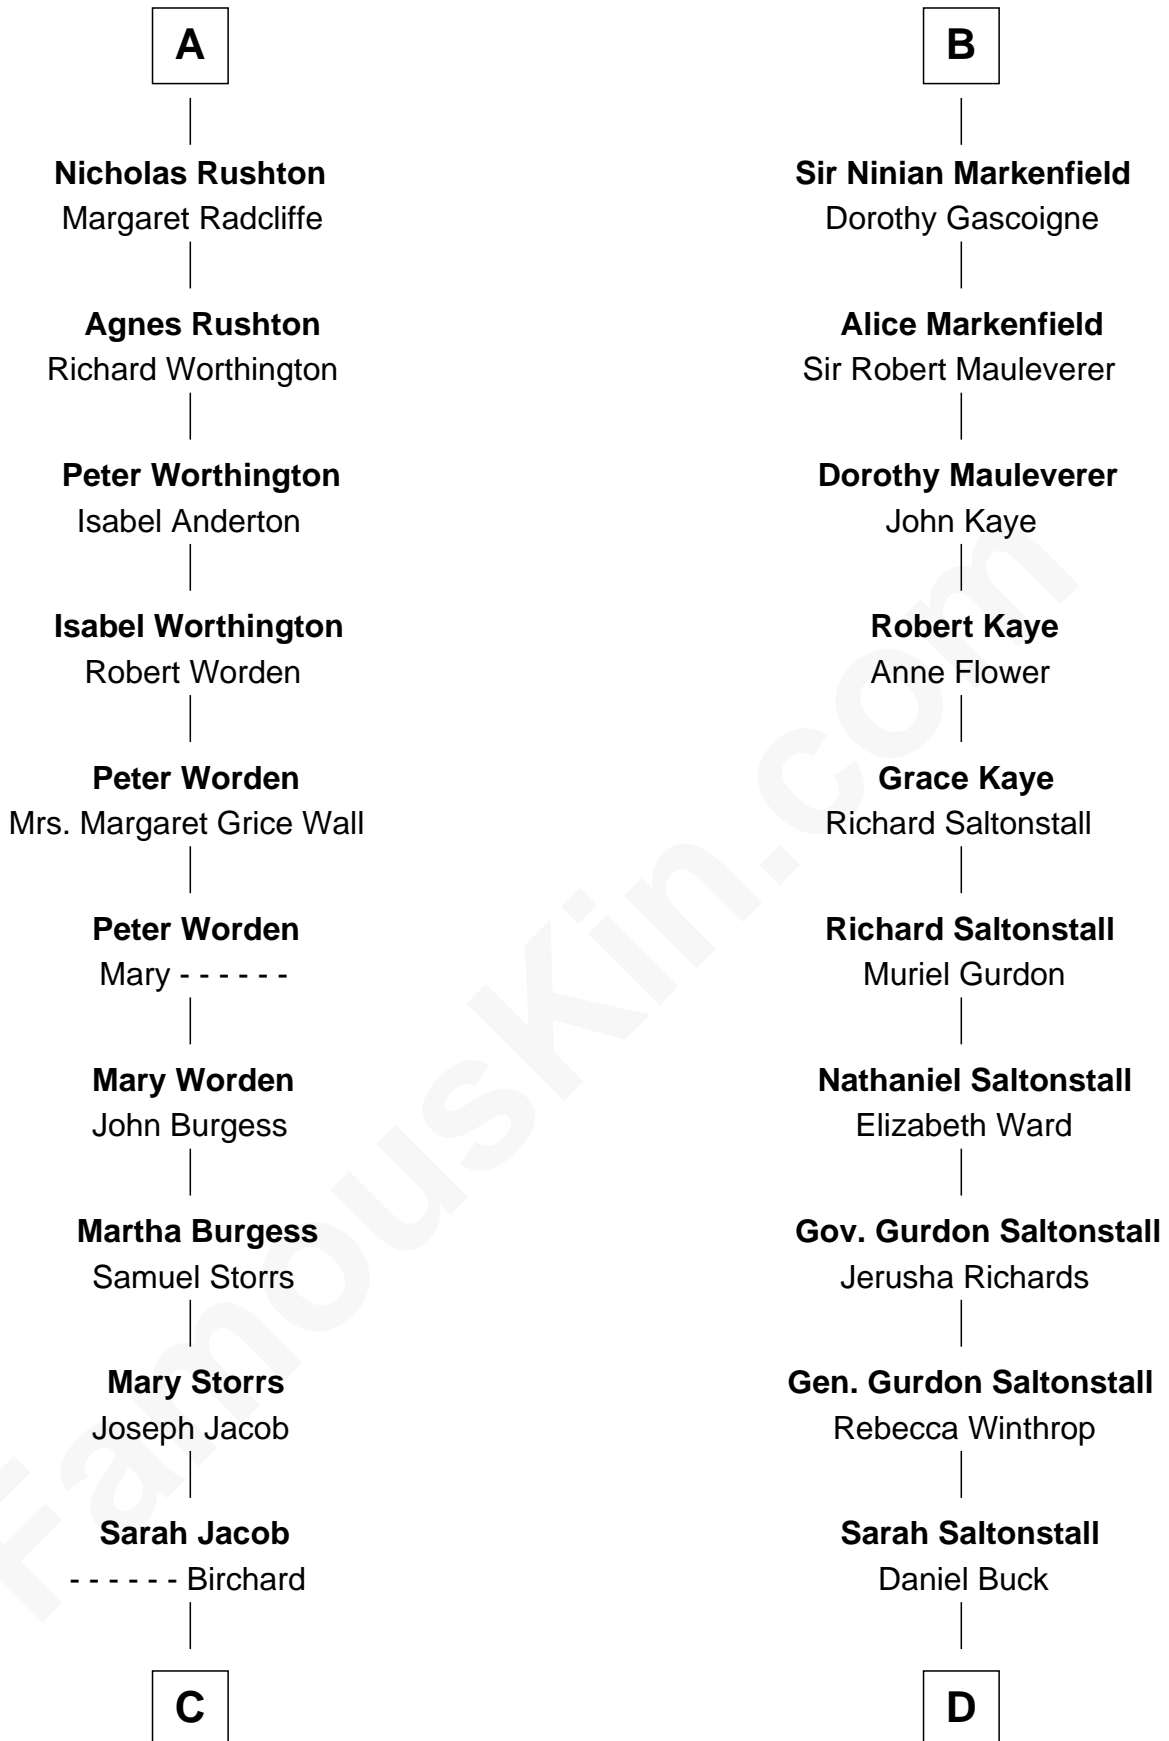 A
Nicholas Rushton
Margaret Radcliffe
Agnes Rushton
Richard Worthington
Peter Worthington
Isabel Anderton
Isabel Worthington
Robert Worden
Peter Worden
Mrs. Margaret Grice Wall
Peter Worden
Mary - - - - - -
Mary Worden
John Burgess
Martha Burgess
Samuel Storrs
Mary Storrs
Joseph Jacob
Sarah Jacob
- - - - - - Birchard
C
B
Sir Ninian Markenfield
Dorothy Gascoigne
Alice Markenfield
Sir Robert Mauleverer
Dorothy Mauleverer
John Kaye
Robert Kaye
Anne Flower
Grace Kaye
Richard Saltonstall
Richard Saltonstall
Muriel Gurdon
Nathaniel Saltonstall
Elizabeth Ward
Gov. Gurdon Saltonstall
Jerusha Richards
Gen. Gurdon Saltonstall
Rebecca Winthrop
Sarah Saltonstall
Daniel Buck
D
FamousKin.com